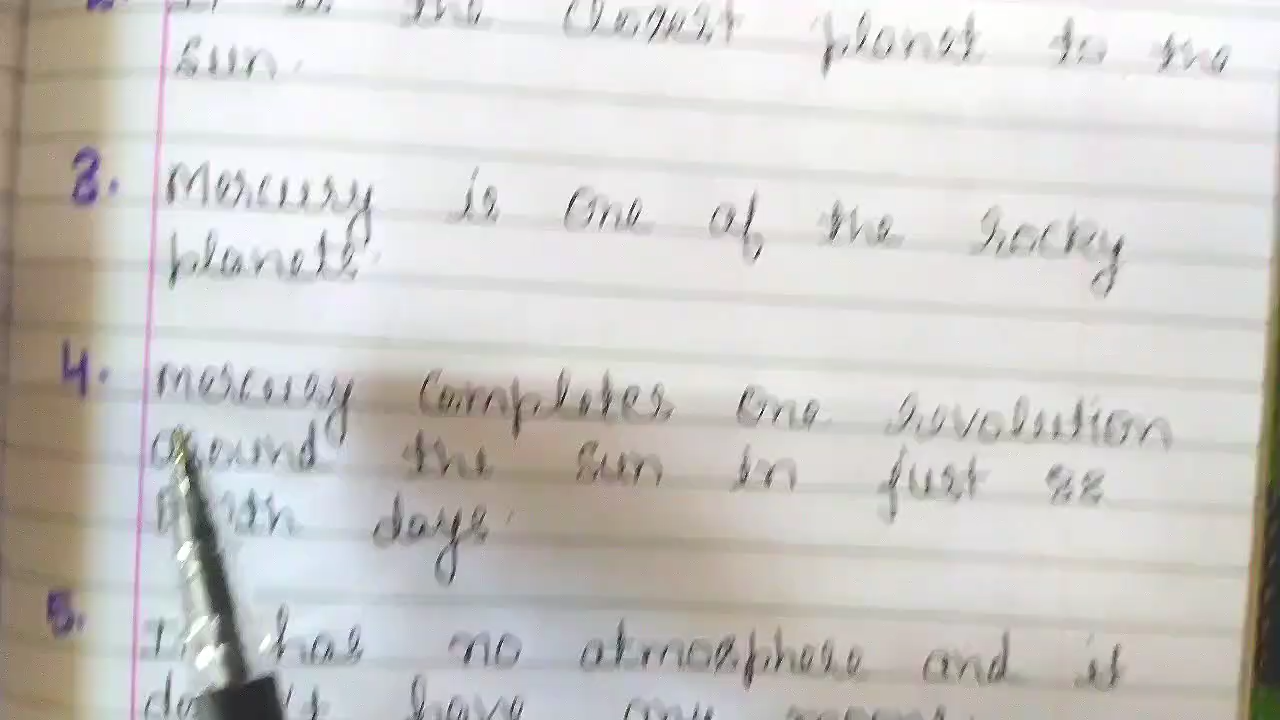 the closest planet to the
sun.
3. Mercury is one of the rocky
planets.
4. Mercury completes one revolution
around the sun in just 88
days.
5. It has no atmosphere and it
have any moons.